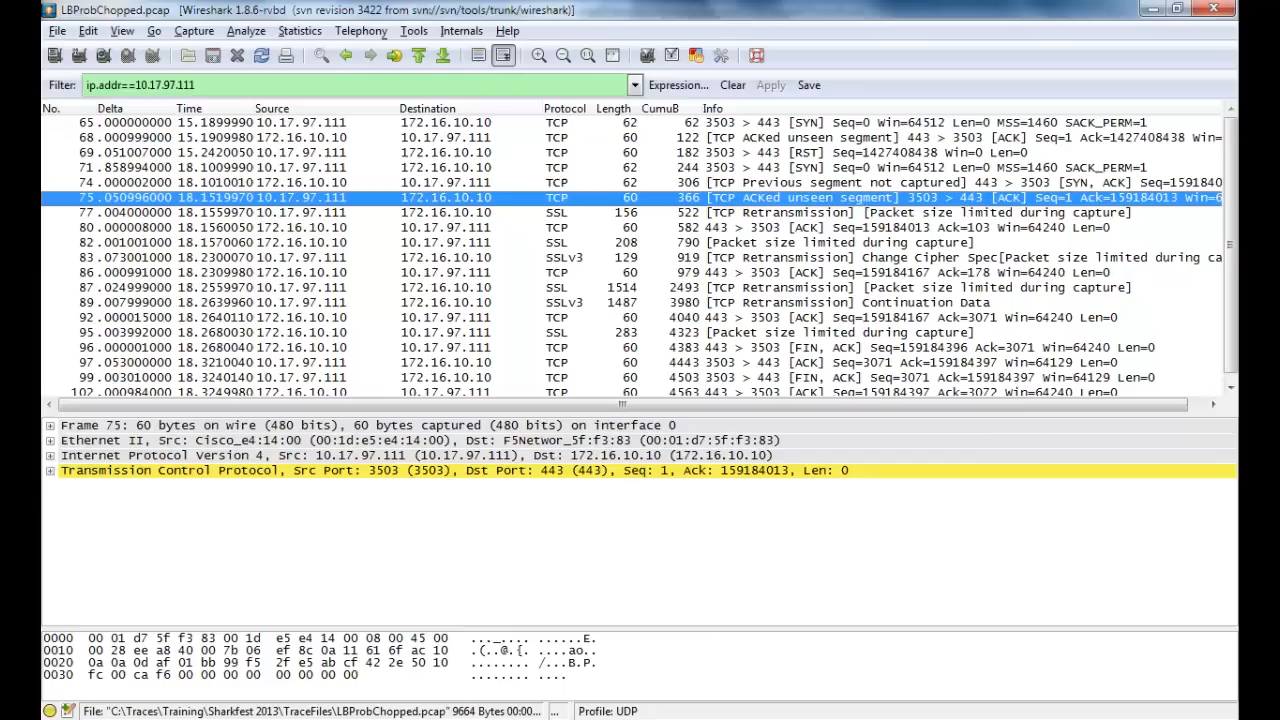 LBProbChopped.pcap [Wireshark 1.8.6-rvbd (svn revision 3422 from svn://svn/tools/trunk/wireshark)]
File Edit View Go Capture Analyze Statistics Telephony Tools Internals Help
Filter: ip.addr==10.17.97.111 Expression... Clear Apply Save
No. Delta Time Source Destination Protocol Length CumuB Info
65 .000000000 15.1899990 10.17.97.111 172.16.10.10 TCP 62 62 3503 > 443 [SYN] Seq=0 Win=64512 Len=0 MSS=1460 SACK_PERM=1
68 .000999000 15.1909980 172.16.10.10 10.17.97.111 TCP 60 122 [TCP ACKed unseen segment] 443 > 3503 [ACK] Seq=1 Ack=1427408438 Win=
69 .051007000 15.2420050 10.17.97.111 172.16.10.10 TCP 60 182 3503 > 443 [RST] Seq=1427408438 Win=0 Len=0
71 .858994000 18.1009990 10.17.97.111 172.16.10.10 TCP 62 244 3503 > 443 [SYN] Seq=0 Win=64512 Len=0 MSS=1460 SACK_PERM=1
74 .000002000 18.1010010 172.16.10.10 10.17.97.111 TCP 62 306 [TCP Previous segment not captured] 443 > 3503 [SYN, ACK] Seq=1591840
75 .050996000 18.1519970 10.17.97.111 172.16.10.10 TCP 60 366 [TCP ACKed unseen segment] 3503 > 443 [ACK] Seq=1 Ack=159184013 Win=6
77 .004000000 18.1559970 10.17.97.111 172.16.10.10 SSL 156 522 [TCP Retransmission] [Packet size limited during capture]
80 .000008000 18.1560050 172.16.10.10 10.17.97.111 TCP 60 582 443 > 3503 [ACK] Seq=159184013 Ack=103 Win=64240 Len=0
82 .001001000 18.1570060 172.16.10.10 10.17.97.111 SSL 208 790 [Packet size limited during capture]
83 .073001000 18.2300070 10.17.97.111 172.16.10.10 SSLv3 129 919 [TCP Retransmission] Change Cipher Spec[Packet size limited during ca
86 .000991000 18.2309980 172.16.10.10 10.17.97.111 TCP 60 979 443 > 3503 [ACK] Seq=159184167 Ack=178 Win=64240 Len=0
87 .024999000 18.2559970 10.17.97.111 172.16.10.10 SSL 1514 2493 [TCP Retransmission] [Packet size limited during capture]
89 .007999000 18.2639960 10.17.97.111 172.16.10.10 SSLv3 1487 3980 [TCP Retransmission] Continuation Data
92 .000015000 18.2640110 172.16.10.10 10.17.97.111 TCP 60 4040 443 > 3503 [ACK] Seq=159184167 Ack=3071 Win=64240 Len=0
95 .003992000 18.2680030 172.16.10.10 10.17.97.111 SSL 283 4323 [Packet size limited during capture]
96 .000001000 18.2680040 172.16.10.10 10.17.97.111 TCP 60 4383 443 > 3503 [FIN, ACK] Seq=159184396 Ack=3071 Win=64240 Len=0
97 .053000000 18.3210040 10.17.97.111 172.16.10.10 TCP 60 4443 3503 > 443 [ACK] Seq=3071 Ack=159184397 Win=64129 Len=0
99 .003010000 18.3240140 10.17.97.111 172.16.10.10 TCP 60 4503 3503 > 443 [FIN, ACK] Seq=3071 Ack=159184397 Win=64129 Len=0
102 .000984000 18.3249980 172.16.10.10 10.17.97.111 TCP 60 4563 443 > 3503 [ACK] Seq=159184397 Ack=3072 Win=64240 Len=0
Frame 75: 60 bytes on wire (480 bits), 60 bytes captured (480 bits) on interface 0
Ethernet II, Src: Cisco_e4:14:00 (00:1d:e5:e4:14:00), Dst: F5Networ_5f:f3:83 (00:01:d7:5f:f3:83)
Internet Protocol Version 4, Src: 10.17.97.111 (10.17.97.111), Dst: 172.16.10.10 (172.16.10.10)
Transmission Control Protocol, Src Port: 3503 (3503), Dst Port: 443 (443), Seq: 1, Ack: 159184013, Len: 0
0000 00 01 d7 5f f3 83 00 1d e5 e4 14 00 08 00 45 00 ..._.... ......E.
0010 00 28 ee a8 40 00 7b 06 ef 8c 0a 11 61 6f ac 10 .(..@.{. ....ao..
0020 0a 0a 0d af 01 bb 99 f5 2f e5 ab cf 42 2e 50 10 ........ /...B.P.
0030 fc 00 ca f6 00 00 00 00 00 00 00 00 ........ ....
File: "C:\Traces\Training\Sharkfest 2013\TraceFiles\LBProbChopped.pcap" 9664 Bytes 00:00... ... Profile: UDP